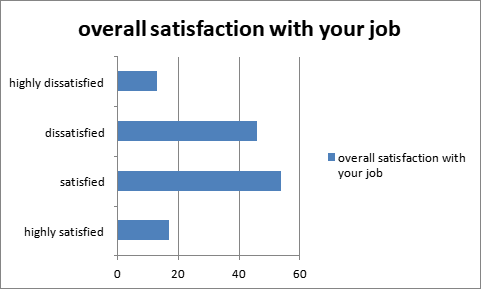 overall satisfaction with your job
highly dissatisfied
dissatisfied
satisfied
highly satisfied
0 20 40 60
overall satisfaction with
your job